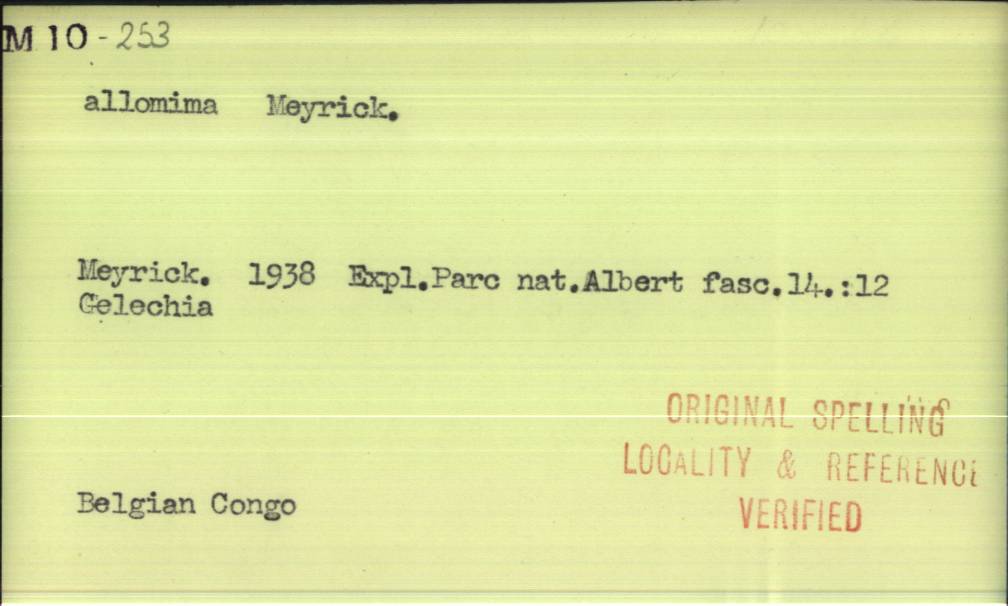 M 10 - 253
allomima Meyrick.
Meyrick. 1938 Expl.Parc nat.Albert fasc.14.:12
Gelechia
ORIGINAL SPELLING
LOCALITY & REFERENCE
VERIFIED
Belgian Congo